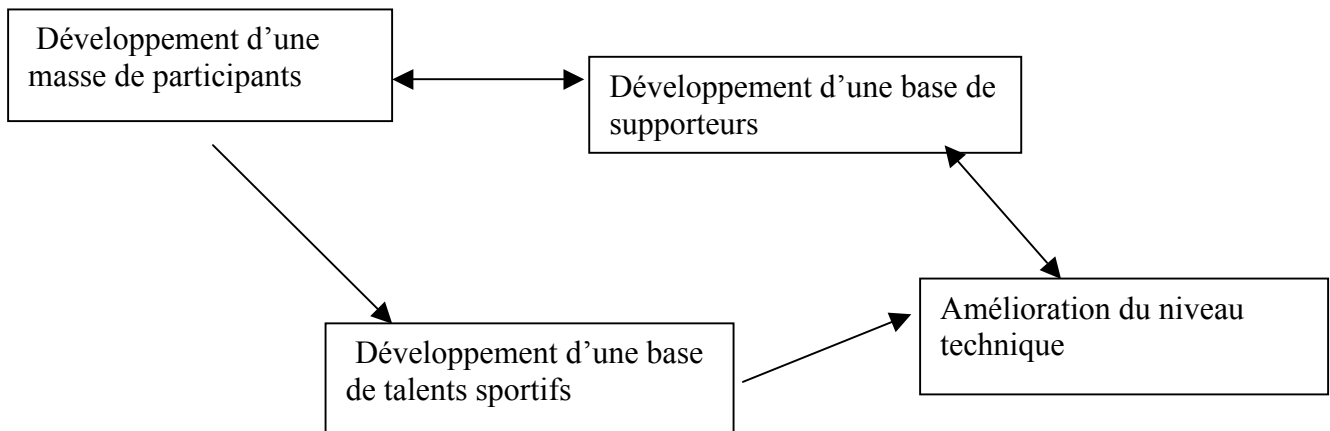 Développement d’une
masse de participants
Développement d’une base de
supporteurs
Amélioration du niveau
technique
Développement d’une base
de talents sportifs